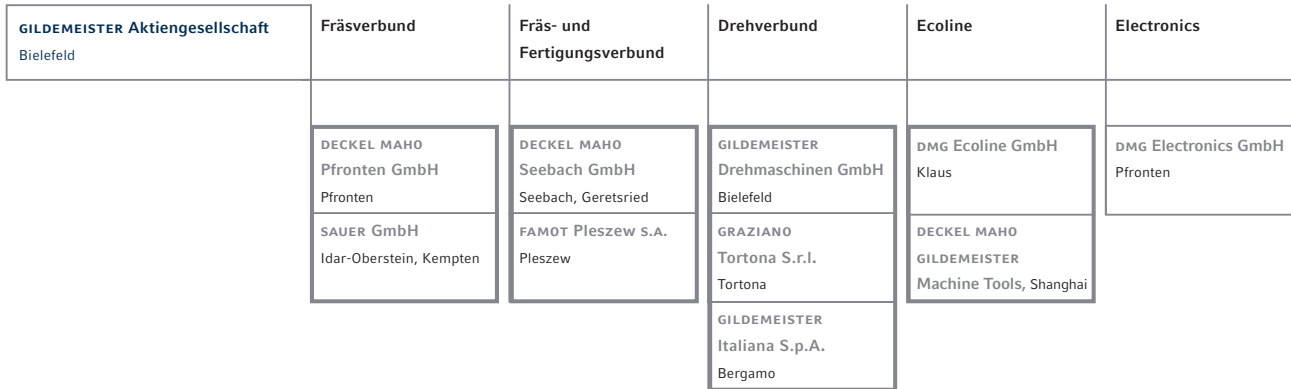 GILDEMEISTER Aktiengesellschaft
Bielefeld
Fräsverbund
Fräs- und
Fertigungsverbund
Drehverbund
Ecoline
Electronics
DECKEL MAHO
Pfronten GmbH
Pfronten
SAUER GmbH
Idar-Oberstein, Kempten
DECKEL MAHO
Seebach GmbH
Seebach, Geretsried
FAMOT Pleszew S.A.
Pleszew
GILDEMEISTER
Drehmaschinen GmbH
Bielefeld
GRAZIANO
Tortona S.r.l.
Tortona
GILDEMEISTER
Italiana S.p.A.
Bergamo
DMG Ecoline GmbH
Klaus
DECKEL MAHO
GILDEMEISTER
Machine Tools, Shanghai
DMG Electronics GmbH
Pfronten